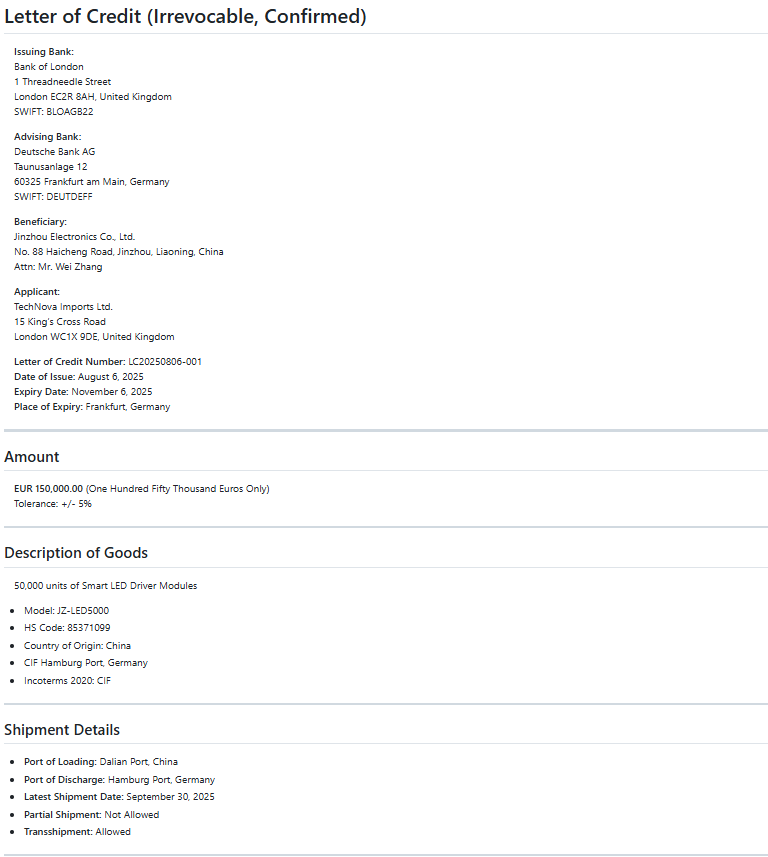 Letter of Credit (Irrevocable, Confirmed)
Issuing Bank:
Bank of London
1 Threadneedle Street
London EC2R 8AH, United Kingdom
SWIFT: BLOAGB22
Advising Bank:
Deutsche Bank AG
Taunusanlage 12
60325 Frankfurt am Main, Germany
SWIFT: DEUTDEFF
Beneficiary:
Jinzhou Electronics Co., Ltd.
No. 88 Haicheng Road, Jinzhou, Liaoning, China
Attn: Mr. Wei Zhang
Applicant:
TechNova Imports Ltd.
15 King's Cross Road
London WC1X 9DE, United Kingdom
Letter of Credit Number: LC20250806-001
Date of Issue: August 6, 2025
Expiry Date: November 6, 2025
Place of Expiry: Frankfurt, Germany
Amount
EUR 150,000.00 (One Hundred Fifty Thousand Euros Only)
Tolerance: +/- 5%
Description of Goods
50,000 units of Smart LED Driver Modules
• Model: JZ-LED5000
• HS Code: 85371099
• Country of Origin: China
• CIF Hamburg Port, Germany
• Incoterms 2020: CIF
Shipment Details
• Port of Loading: Dalian Port, China
• Port of Discharge: Hamburg Port, Germany
• Latest Shipment Date: September 30, 2025
• Partial Shipment: Not Allowed
• Transshipment: Allowed